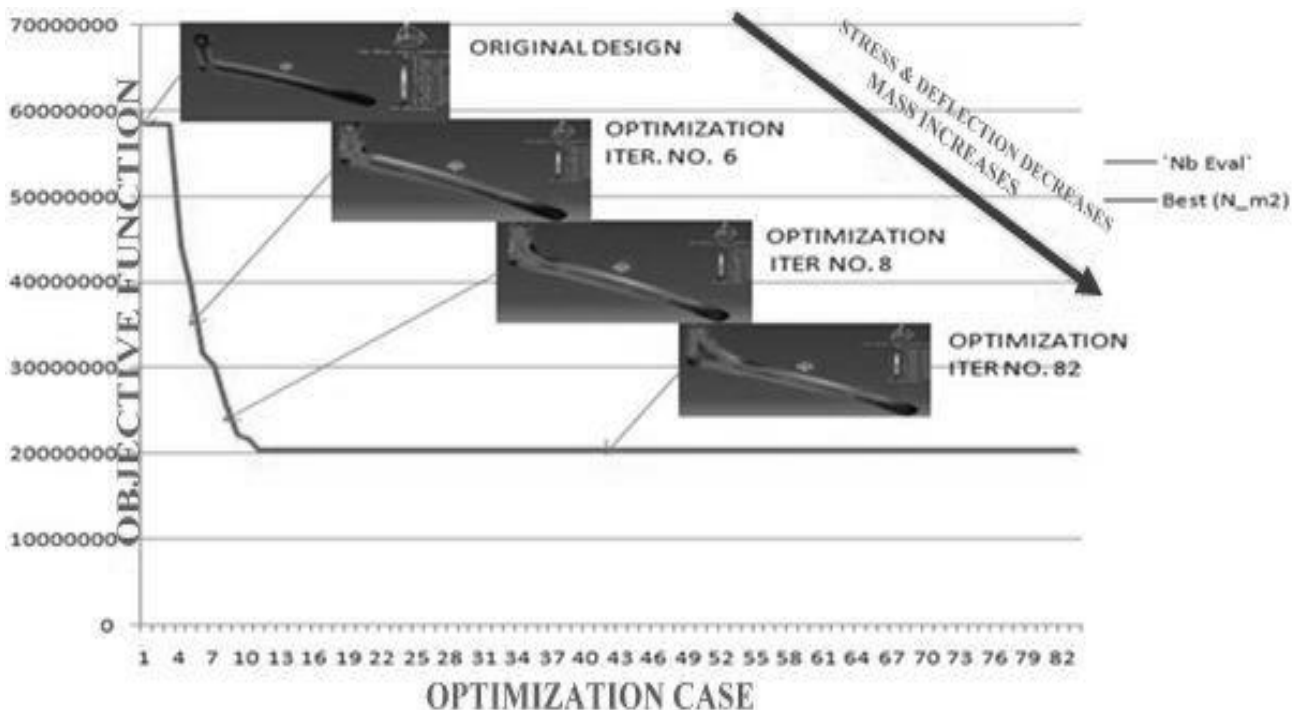 70000000
60000000
50000000
40000000
30000000
20000000
10000000
0
OBJECTIVE FUNCTION
ORIGINAL DESIGN
OPTIMIZATION
ITER. NO. 6
OPTIMIZATION
ITER NO. 8
OPTIMIZATION
ITER NO. 82
STRESS & DEFLECTION DECREASES
MASS INCREASES
`Nb Eval`
Best (N_m2)
1 4 7 10 13 16 19 22 25 28 31 34 37 40 43 46 49 52 55 58 61 64 67 70 73 76 79 82
OPTIMIZATION CASE